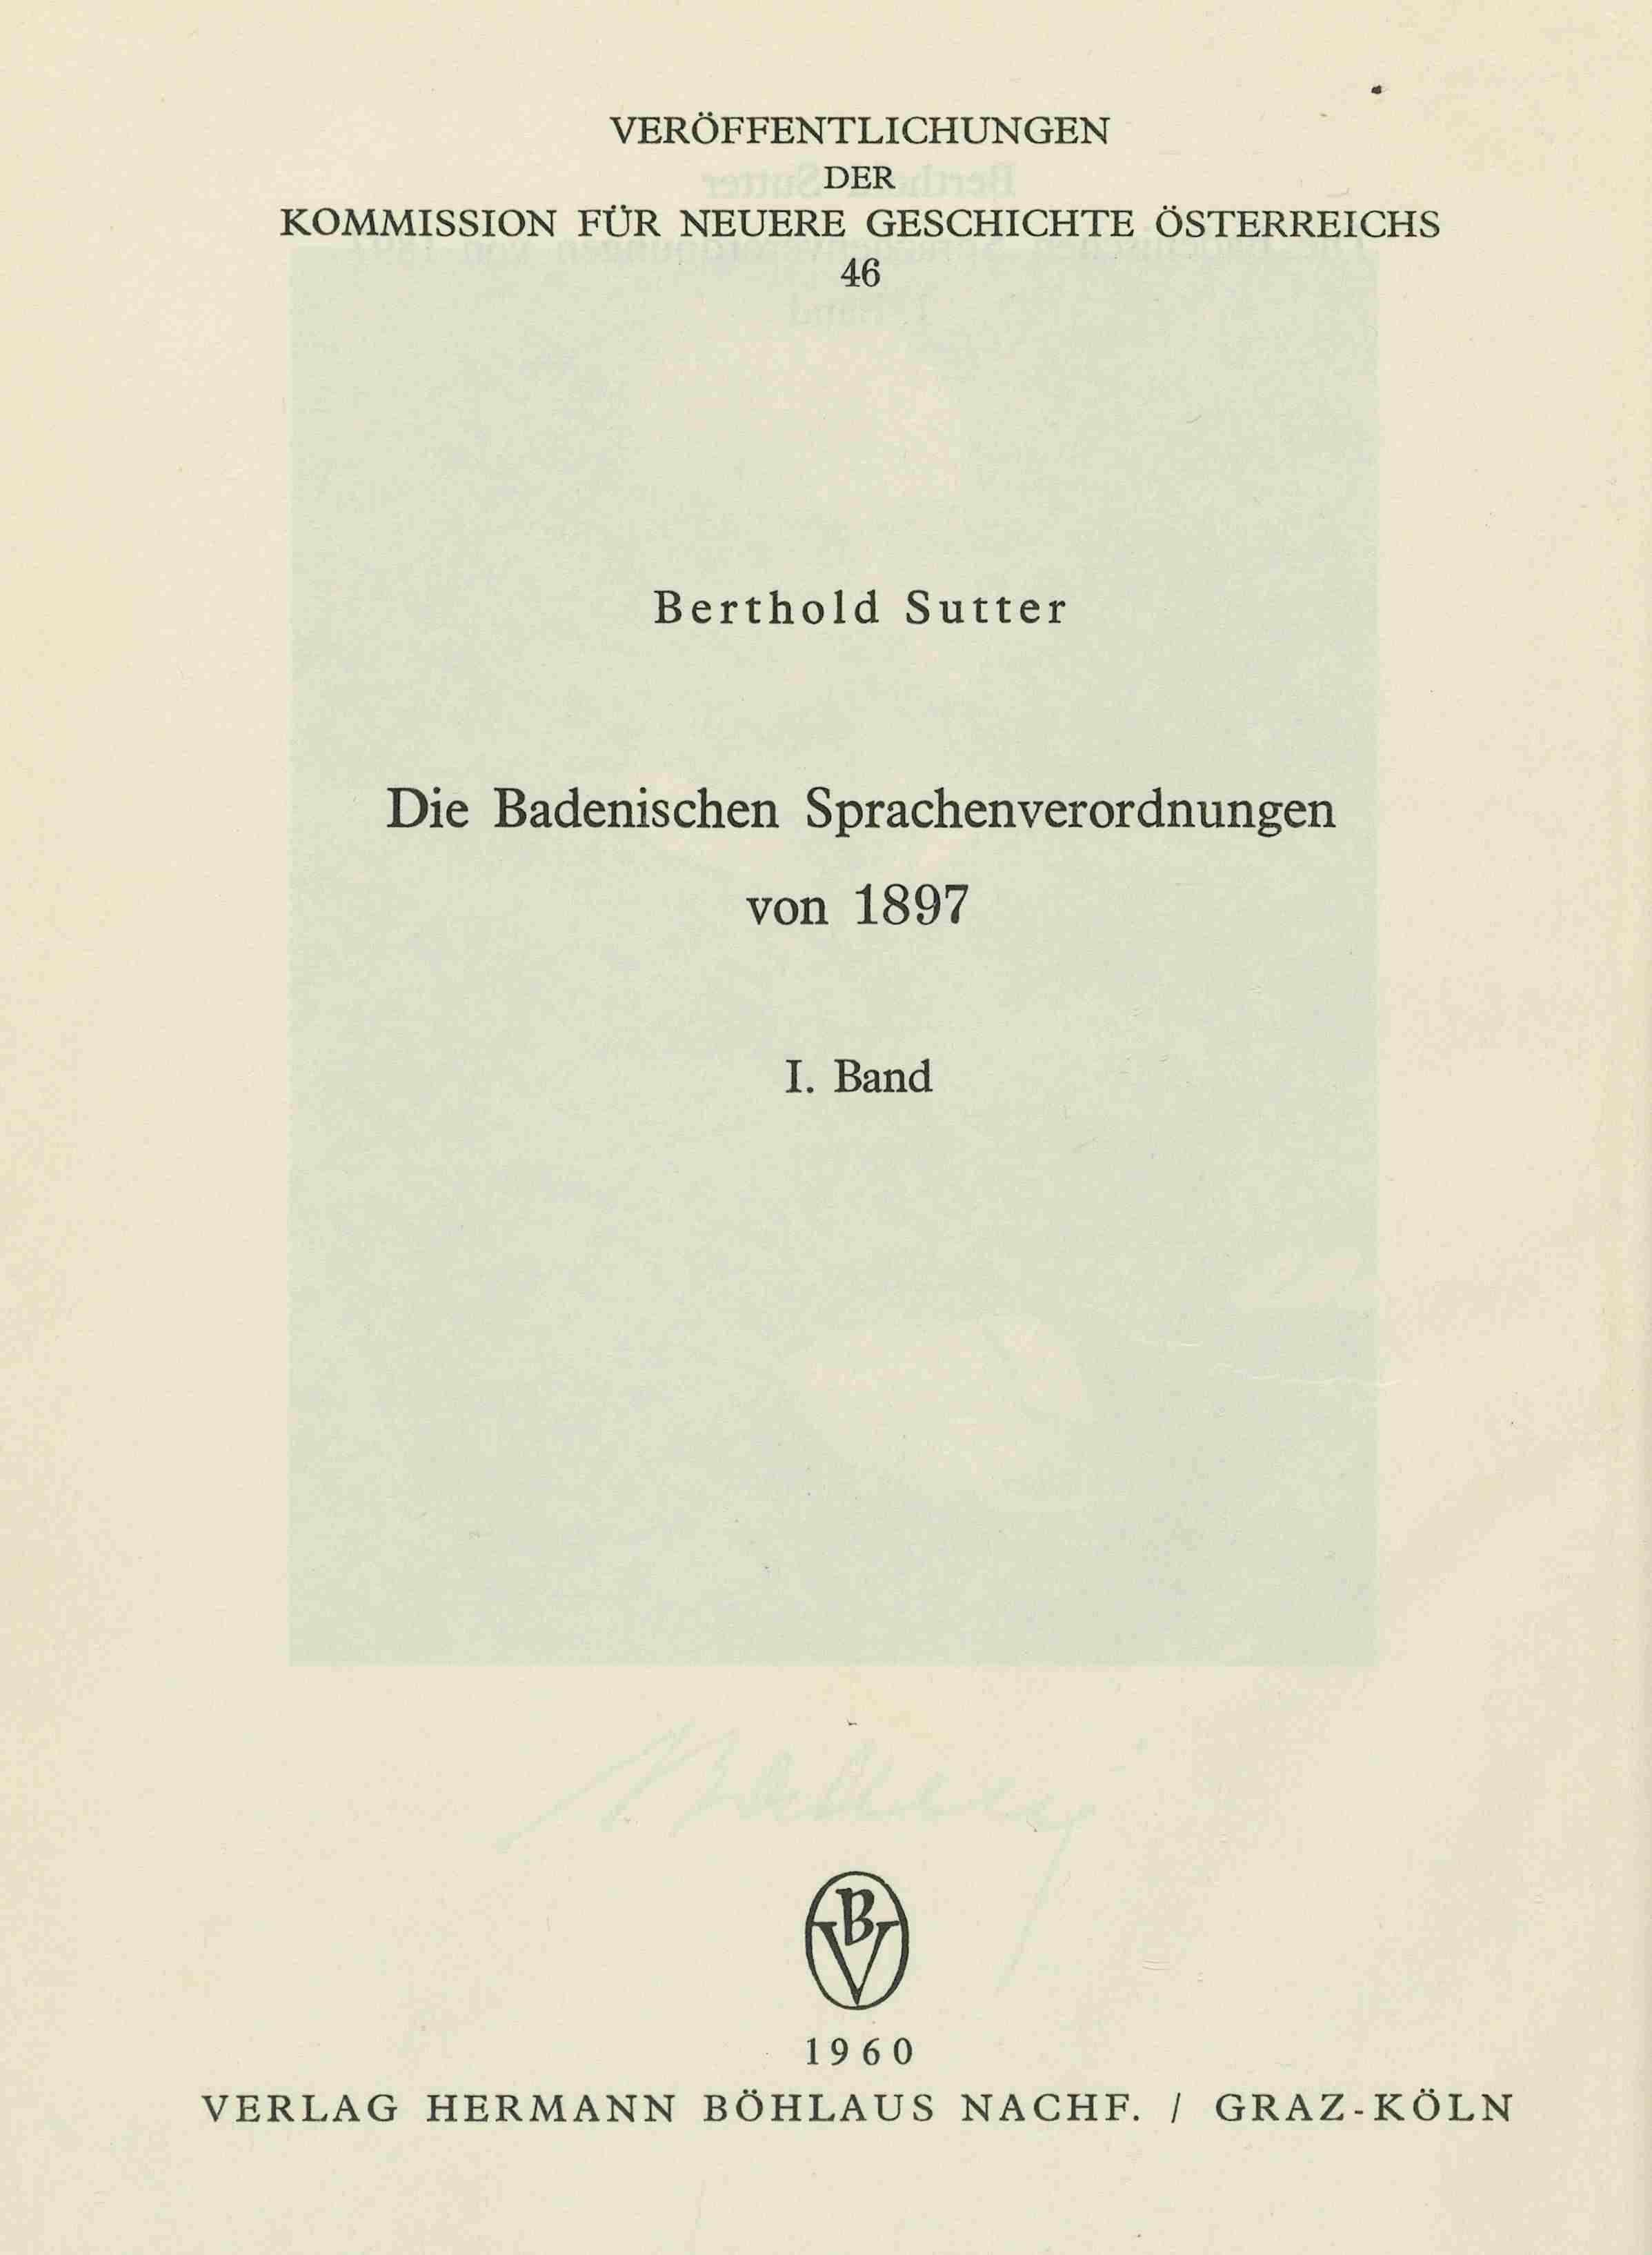 VERÖFFENTLICHUNGEN
DER
KOMMISSION FÜR NEUERE GESCHICHTE ÖSTERREICHS
46
Berthold Sutter
Die Badenischen Sprachenverordnungen
von 1897
I. Band
BV
1960
VERLAG HERMANN BÖHLAUS NACHF. / GRAZ-KÖLN